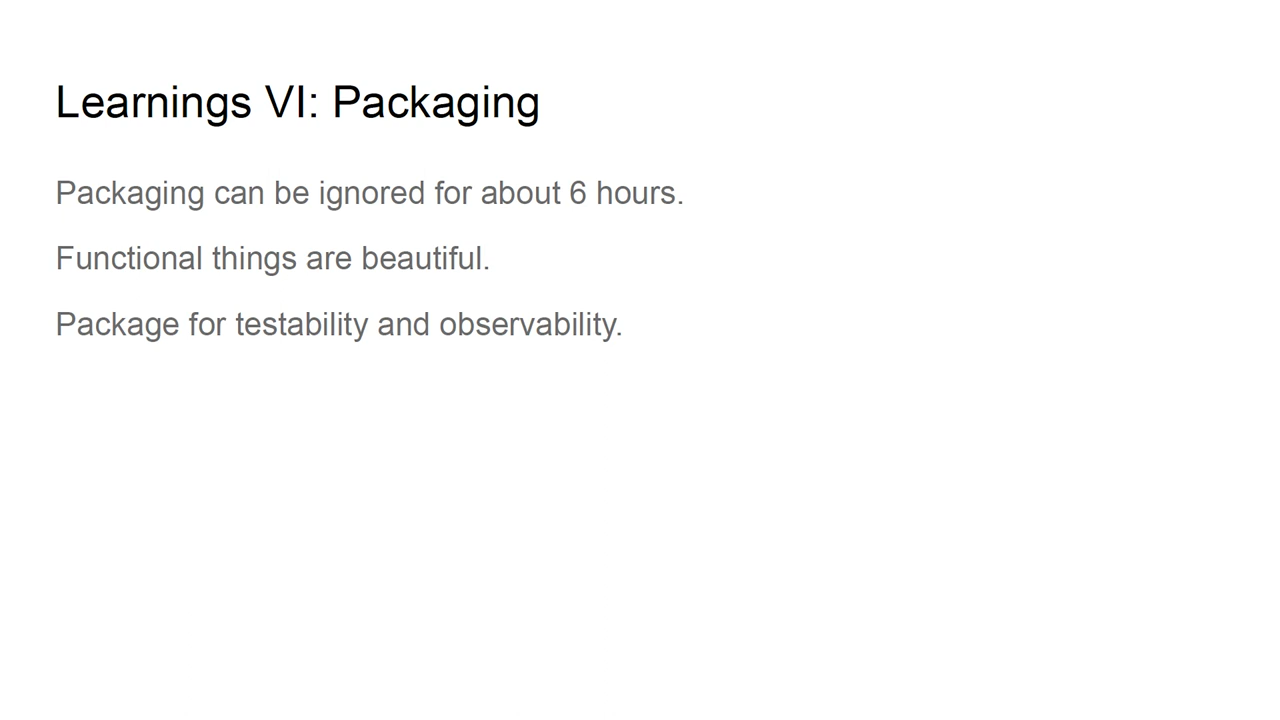 Learnings VI: Packaging
Packaging can be ignored for about 6 hours.
Functional things are beautiful.
Package for testability and observability.